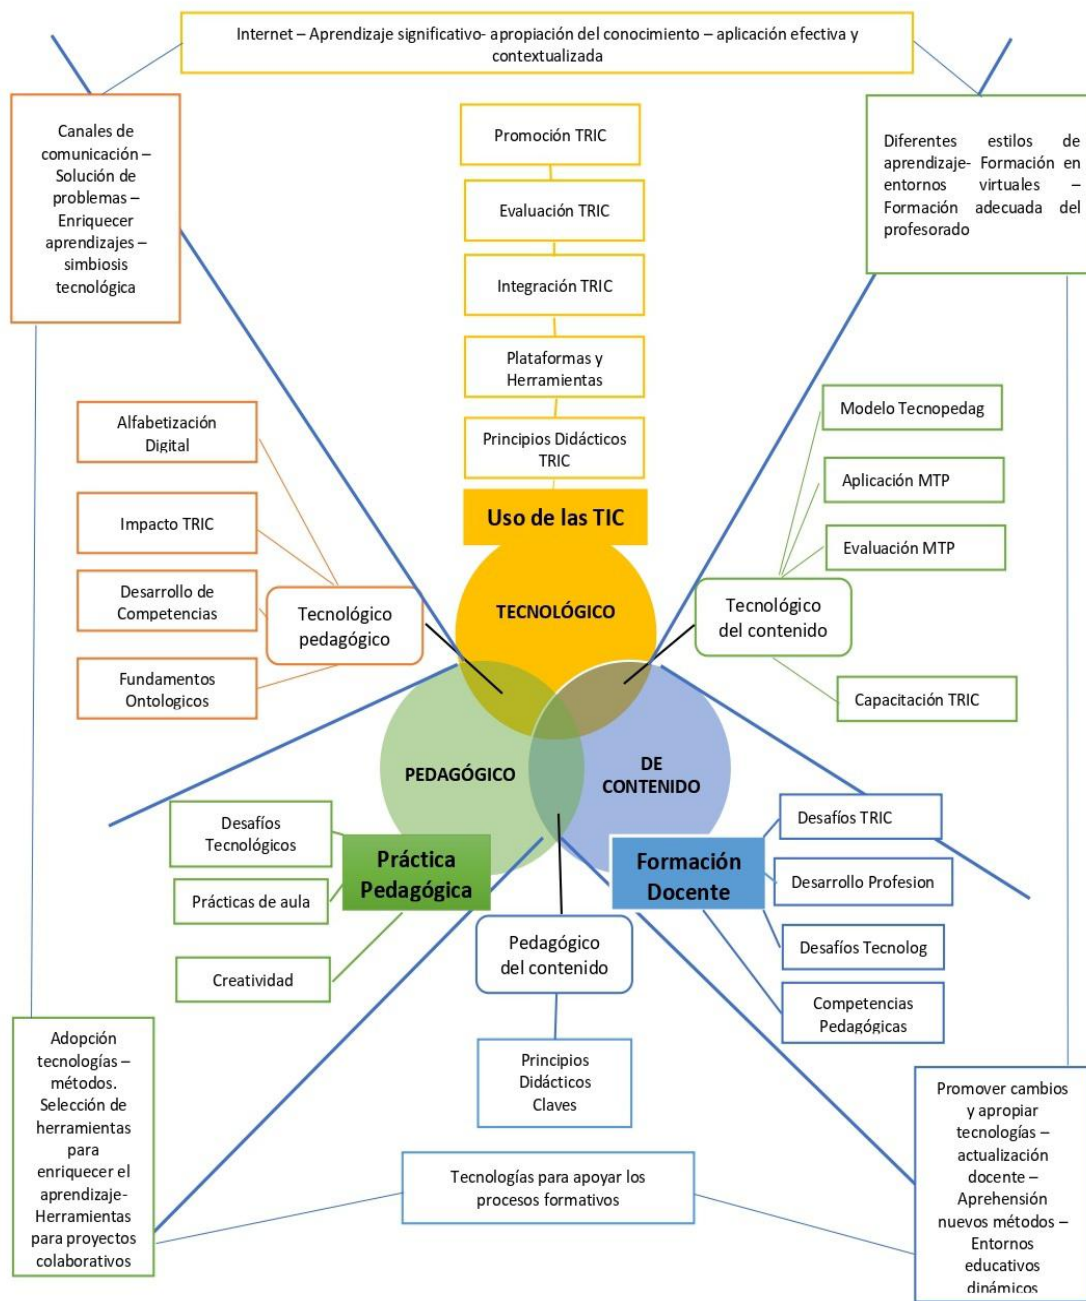 Internet – Aprendizaje significativo- apropiación del conocimiento – aplicación efectiva y
contextualizada
Canales de
comunicación –
Solución de
problemas –
Enriquecer
aprendizajes –
simbiosis
tecnológica
Promoción TRIC
Evaluación TRIC
Integración TRIC
Plataformas y
Herramientas
Principios Didácticos
TRIC
Uso de las TIC
Diferentes estilos de
aprendizaje-
entornos virtuales –
Formación en
Formación adecuada del
profesorado
Alfabetización
Digital
Impacto TRIC
Desarrollo de
Competencias
Fundamentos
Ontologicos
Tecnológico
pedagógico
TECNOLÓGICO
Modelo Tecnopedag
Aplicación MTP
Evaluación MTP
Tecnológico
del contenido
Capacitación TRIC
PEDAGÓGICO
DE
CONTENIDO
Desafíos
Tecnológicos
Prácticas de aula
Creatividad
Práctica
Pedagógica
Formación
Docente
Desafíos TRIC
Desarrollo Profesion
Desafíos Tecnolog
Competencias
Pedagógicas
Pedagógico
del contenido
Principios
Didácticos
Claves
Adopción
tecnologías –
métodos.
Selección de
herramientas
para
enriquecer el
aprendizaje-
Herramientas
para proyectos
colaborativos
Tecnologías para apoyar los
procesos formativos
Promover cambios
y apropiar
tecnologías –
actualización
docente –
Aprehensión
nuevos métodos –
Entornos
educativos
dinámicos